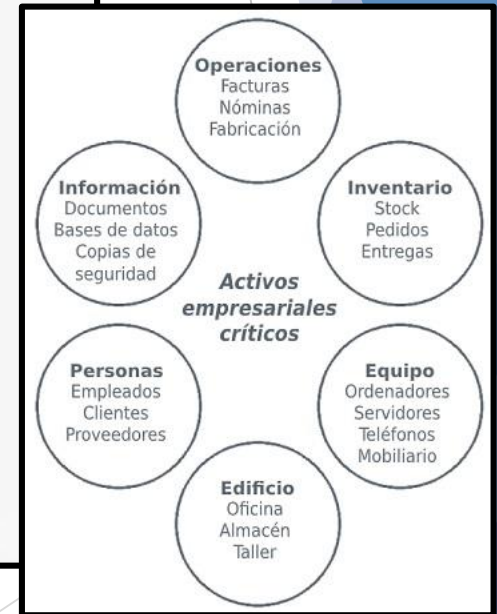 Operaciones
Facturas
Nóminas
Fabricación
Información
Documentos
Bases de datos
Copias de
seguridad
Inventario
Stock
Pedidos
Entregas
Activos
empresariales
críticos
Personas
Empleados
Clientes
Proveedores
Equipo
Ordenadores
Servidores
Teléfonos
Mobiliario
Edificio
Oficina
Almacén
Taller